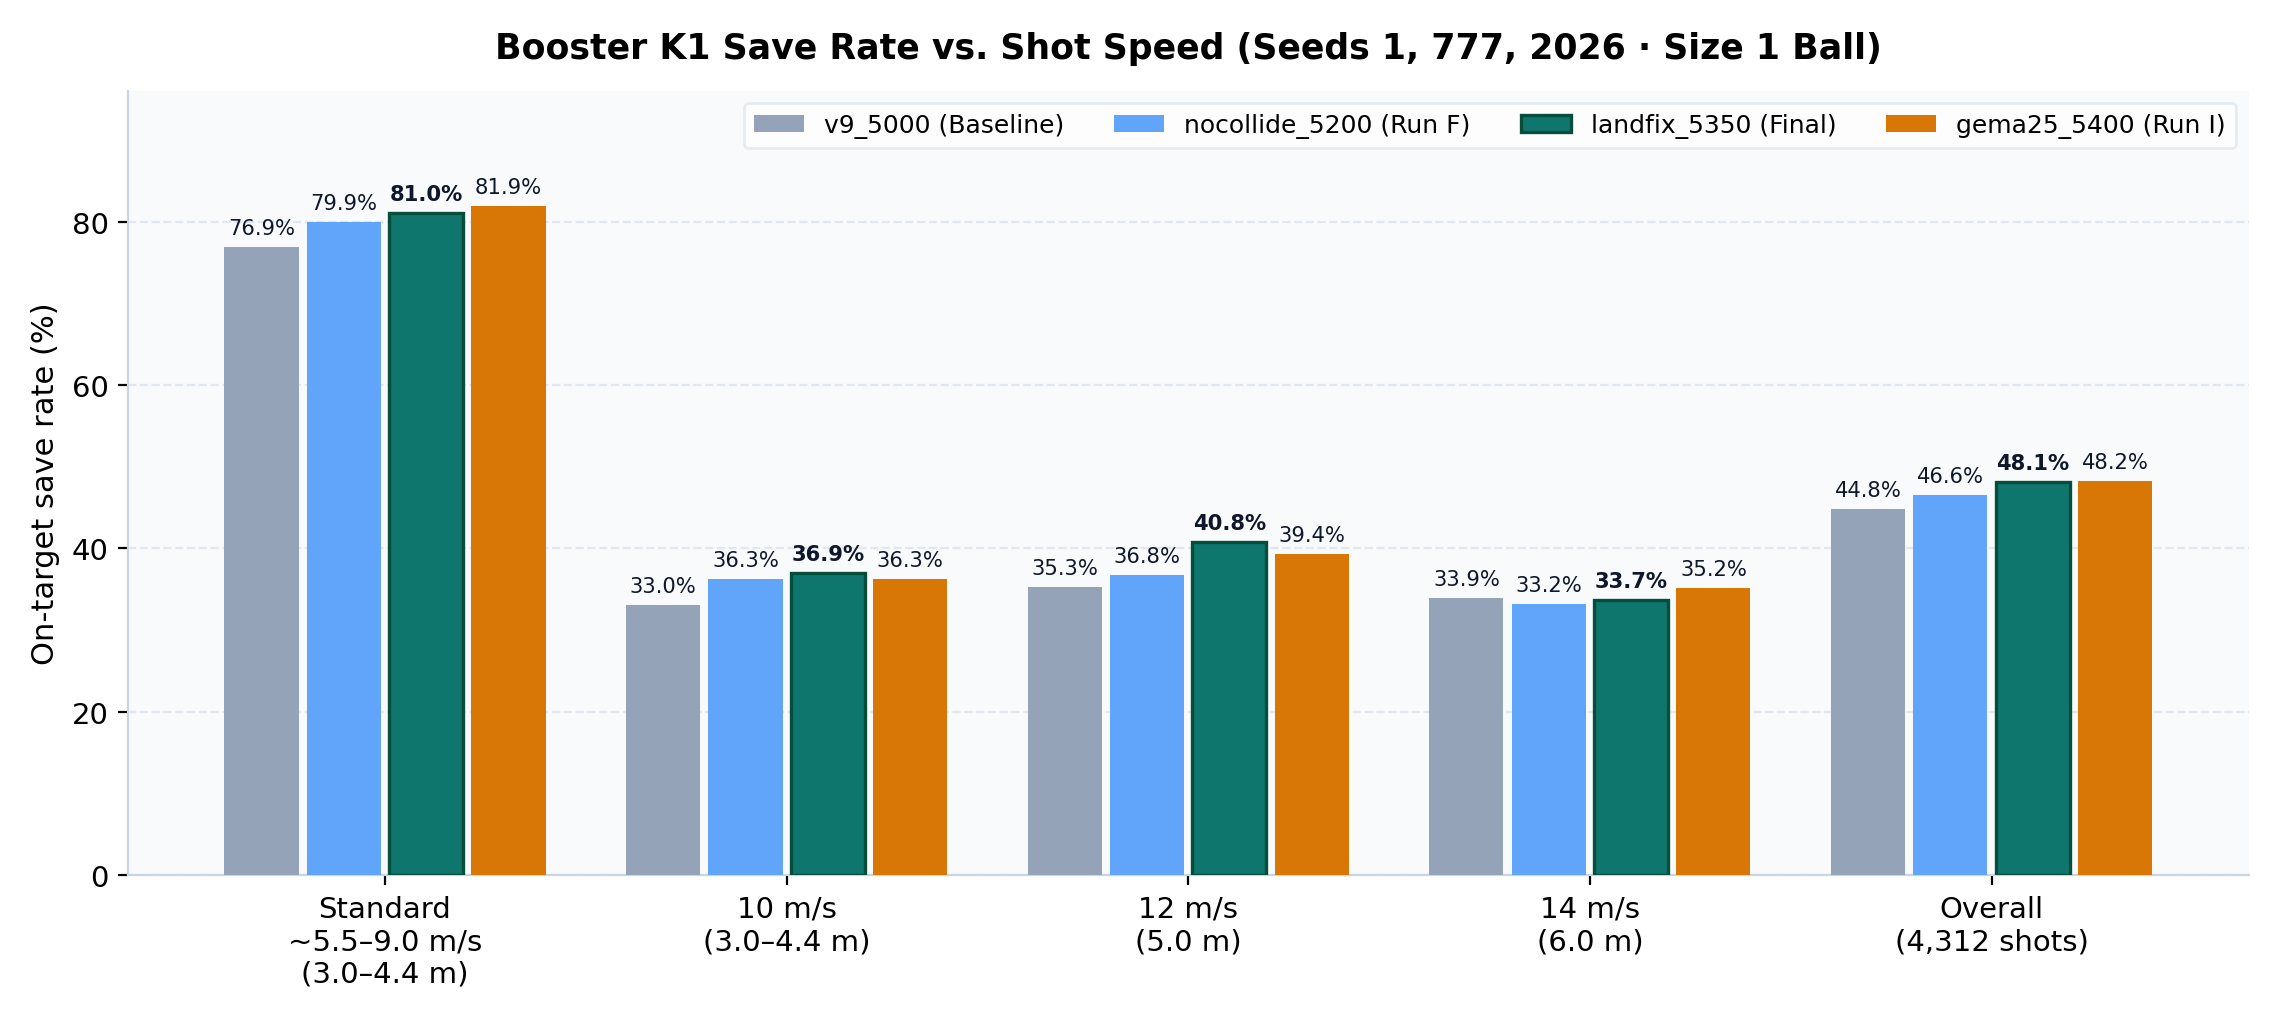 Booster K1 Save Rate vs. Shot Speed (Seeds 1, 777, 2026 · Size 1 Ball)
v9_5000 (Baseline) nocollide_5200 (Run F) landfix_5350 (Final) gema25_5400 (Run I)
On-target save rate (%)
80
60
40
20
0
76.9% 79.9% 81.0% 81.9%
33.0% 36.3% 36.9% 36.3%
35.3% 36.8% 40.8% 39.4%
33.9% 33.2% 33.7% 35.2%
44.8% 46.6% 48.1% 48.2%
Standard
~5.5–9.0 m/s
(3.0–4.4 m)
10 m/s
(3.0–4.4 m)
12 m/s
(5.0 m)
14 m/s
(6.0 m)
Overall
(4,312 shots)